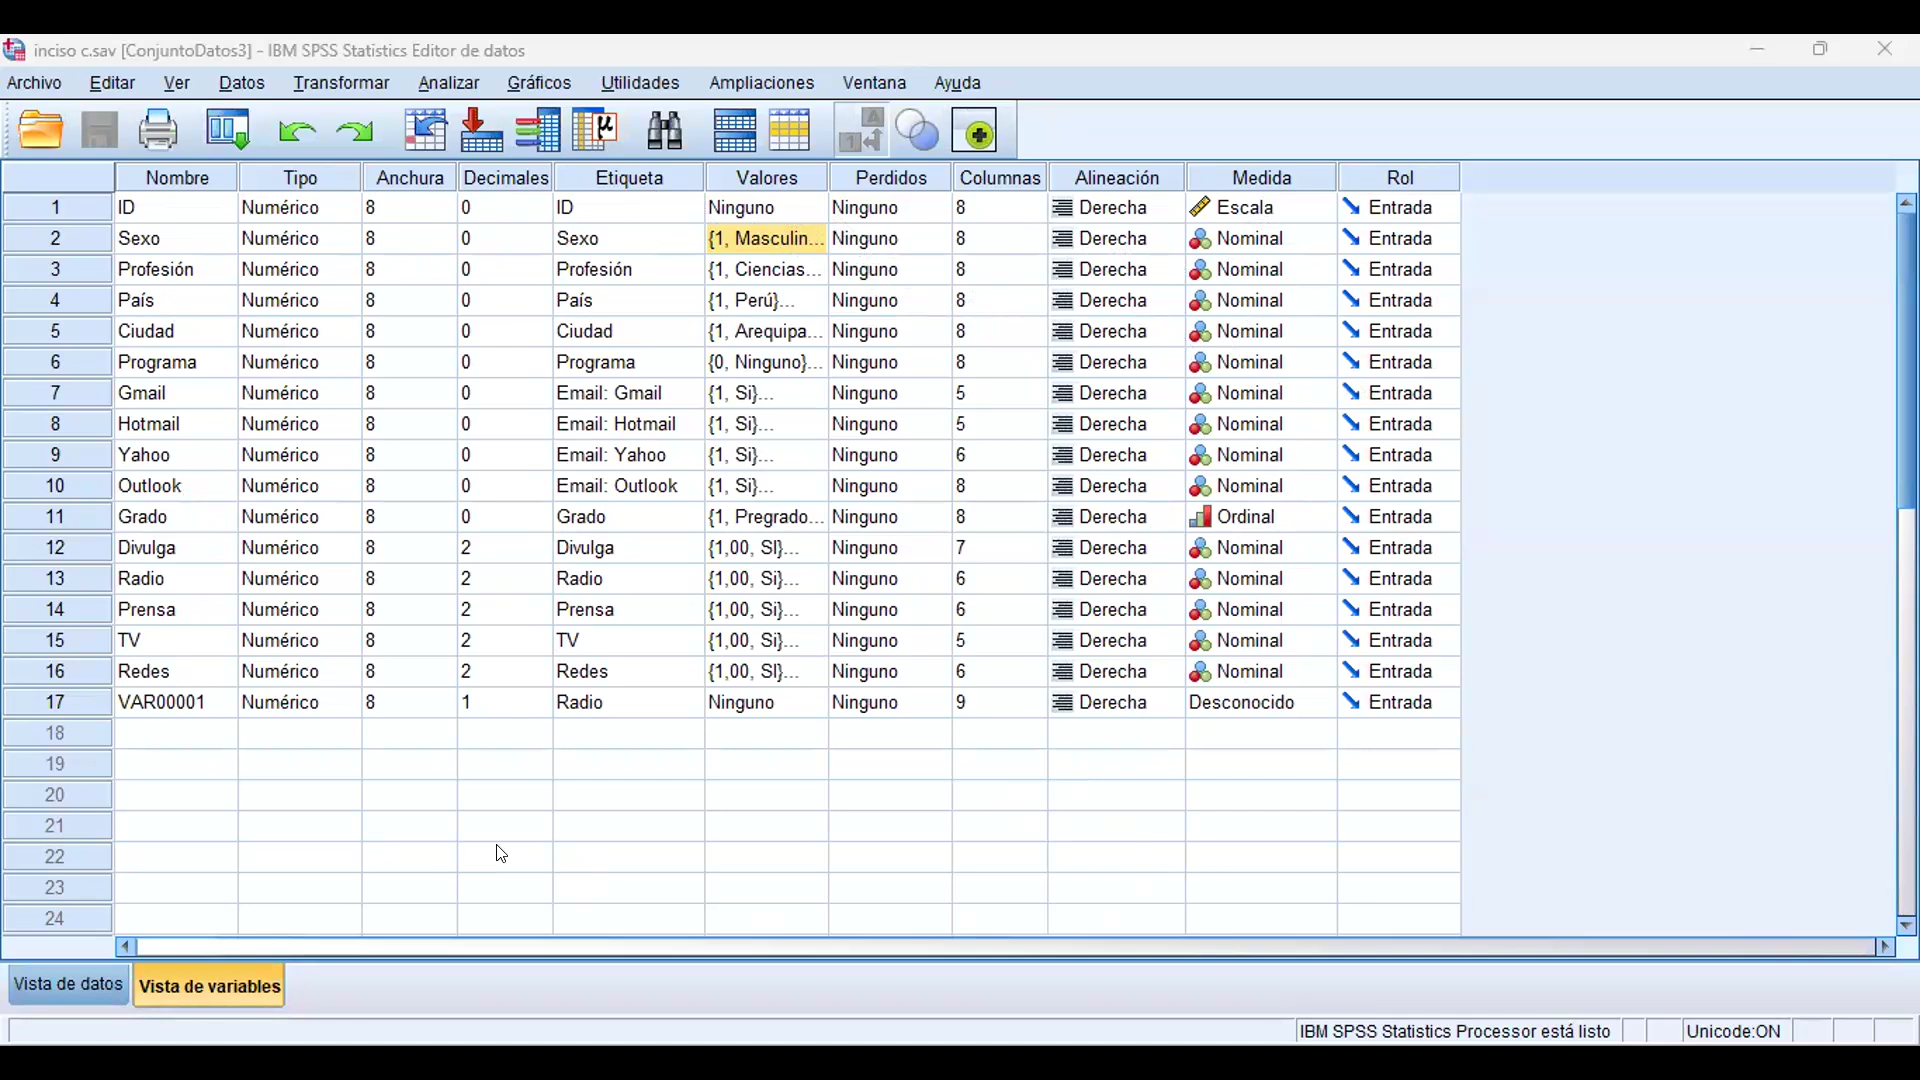 inciso c.sav [ConjuntoDatos3] - IBM SPSS Statistics Editor de datos
Archivo Editar Ver Datos Transformar Analizar Gráficos Utilidades Ampliaciones Ventana Ayuda
Nombre Tipo Anchura Decimales Etiqueta Valores Perdidos Columnas Alineación Medida Rol
1 ID Numérico 8 0 ID Ninguno Ninguno 8 Derecha Escala Entrada
2 Sexo Numérico 8 0 Sexo {1, Masculin... Ninguno 8 Derecha Nominal Entrada
3 Profesión Numérico 8 0 Profesión {1, Ciencias... Ninguno 8 Derecha Nominal Entrada
4 País Numérico 8 0 País {1, Perú}... Ninguno 8 Derecha Nominal Entrada
5 Ciudad Numérico 8 0 Ciudad {1, Arequipa... Ninguno 8 Derecha Nominal Entrada
6 Programa Numérico 8 0 Programa {0, Ninguno}... Ninguno 8 Derecha Nominal Entrada
7 Gmail Numérico 8 0 Email: Gmail {1, Si}... Ninguno 5 Derecha Nominal Entrada
8 Hotmail Numérico 8 0 Email: Hotmail {1, Si}... Ninguno 5 Derecha Nominal Entrada
9 Yahoo Numérico 8 0 Email: Yahoo {1, Si}... Ninguno 6 Derecha Nominal Entrada
10 Outlook Numérico 8 0 Email: Outlook {1, Si}... Ninguno 8 Derecha Nominal Entrada
11 Grado Numérico 8 0 Grado {1, Pregrado... Ninguno 8 Derecha Ordinal Entrada
12 Divulga Numérico 8 2 Divulga {1,00, SI}... Ninguno 7 Derecha Nominal Entrada
13 Radio Numérico 8 2 Radio {1,00, Si}... Ninguno 6 Derecha Nominal Entrada
14 Prensa Numérico 8 2 Prensa {1,00, Si}... Ninguno 6 Derecha Nominal Entrada
15 TV Numérico 8 2 TV {1,00, Si}... Ninguno 5 Derecha Nominal Entrada
16 Redes Numérico 8 2 Redes {1,00, SI}... Ninguno 6 Derecha Nominal Entrada
17 VAR00001 Numérico 8 1 Radio Ninguno Ninguno 9 Derecha Desconocido Entrada
18
19
20
21
22
23
24
Vista de datos Vista de variables
IBM SPSS Statistics Processor está listo Unicode:ON